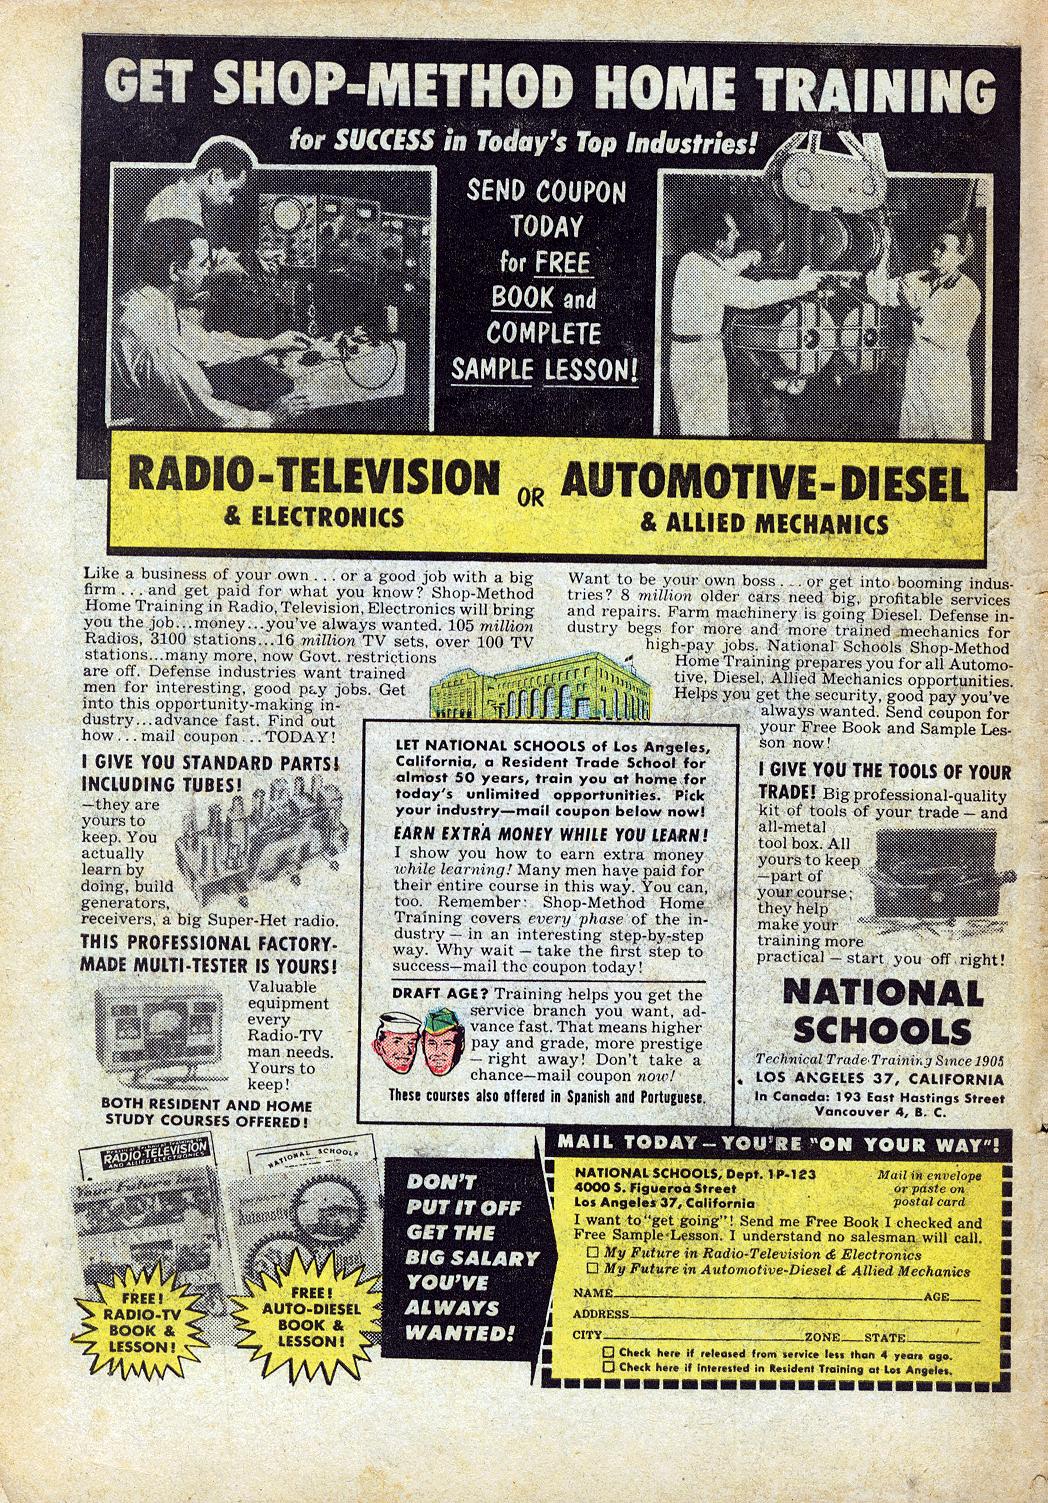 GET SHOP-METHOD HOME TRAINING
for SUCCESS in Today's Top Industries!
SEND COUPON
TODAY
for FREE
BOOK and
COMPLETE
SAMPLE LESSON!
RADIO-TELEVISION
& ELECTRONICS
OR
AUTOMOTIVE-DIESEL
& ALLIED MECHANICS
Like a business of your own . . . or a good job with a big
firm . . . and get paid for what you know? Shop-Method
Home Training in Radio, Television, Electronics will bring
you the job...money...you've always wanted. 105 million
Radios, 3100 stations...16 million TV sets, over 100 TV
stations...many more, now Govt. restrictions
are off. Defense industries want trained
men for interesting, good pay jobs. Get
into this opportunity-making in-
dustry...advance fast. Find out
how...mail coupon...TODAY!
I GIVE YOU STANDARD PARTS!
INCLUDING TUBES!
—they are
yours to
keep. You
actually
learn by
doing, build
generators,
receivers, a big Super-Het radio.
THIS PROFESSIONAL FACTORY-
MADE MULTI-TESTER IS YOURS!
Valuable
equipment
every
Radio-TV
man needs.
Yours to
keep!
BOTH RESIDENT AND HOME
STUDY COURSES OFFERED!
Want to be your own boss . . . or get into booming indus-
tries? 8 million older cars need big, profitable services
and repairs. Farm machinery is going Diesel. Defense in-
dustry begs for more and more trained mechanics for
high-pay jobs. National Schools Shop-Method
Home Training prepares you for all Automo-
tive, Diesel, Allied Mechanics opportunities.
Helps you get the security, good pay you've
always wanted. Send coupon for
your Free Book and Sample Les-
son now!
I GIVE YOU THE TOOLS OF YOUR
TRADE! Big professional-quality
kit of tools of your trade — and
all-metal
tool box. All
yours to keep
—part of
your course;
they help
make your
training more
practical — start you off right!
LET NATIONAL SCHOOLS of Los Angeles,
California, a Resident Trade School for
almost 50 years, train you at home for
today's unlimited opportunities. Pick
your industry—mail coupon below now!
EARN EXTRA MONEY WHILE YOU LEARN!
I show you how to earn extra money
while learning! Many men have paid for
their entire course in this way. You can,
too. Remember: Shop-Method Home
Training covers every phase of the in-
dustry — in an interesting step-by-step
way. Why wait — take the first step to
success—mail the coupon today!
DRAFT AGE? Training helps you get the
service branch you want, ad-
vance fast. That means higher
pay and grade, more prestige
— right away! Don't take a
chance—mail coupon now!
These courses also offered in Spanish and Portuguese.
NATIONAL
SCHOOLS
Technical Trade Training Since 1905
LOS ANGELES 37, CALIFORNIA
In Canada: 193 East Hastings Street
Vancouver 4, B. C.
RADIO-TELEVISION
AND ALLIED ELECTRONICS
Your Future in
NATIONAL SCHOOLS
FREE!
RADIO-TV
BOOK &
LESSON!
FREE!
AUTO-DIESEL
BOOK &
LESSON!
DON'T
PUT IT OFF
GET THE
BIG SALARY
YOU'VE
ALWAYS
WANTED!
MAIL TODAY—YOU'RE "ON YOUR WAY"!
NATIONAL SCHOOLS, Dept. 1P-123
4000 S. Figueroa Street
Los Angeles 37, California
Mail in envelope
or paste on
postal card
I want to "get going"! Send me Free Book I checked and
Free Sample Lesson. I understand no salesman will call.
☐ My Future in Radio-Television & Electronics
☐ My Future in Automotive-Diesel & Allied Mechanics
NAME AGE
ADDRESS
CITY ZONE STATE
☐ Check here if released from service less than 4 years ago.
☐ Check here if interested in Resident Training at Los Angeles.